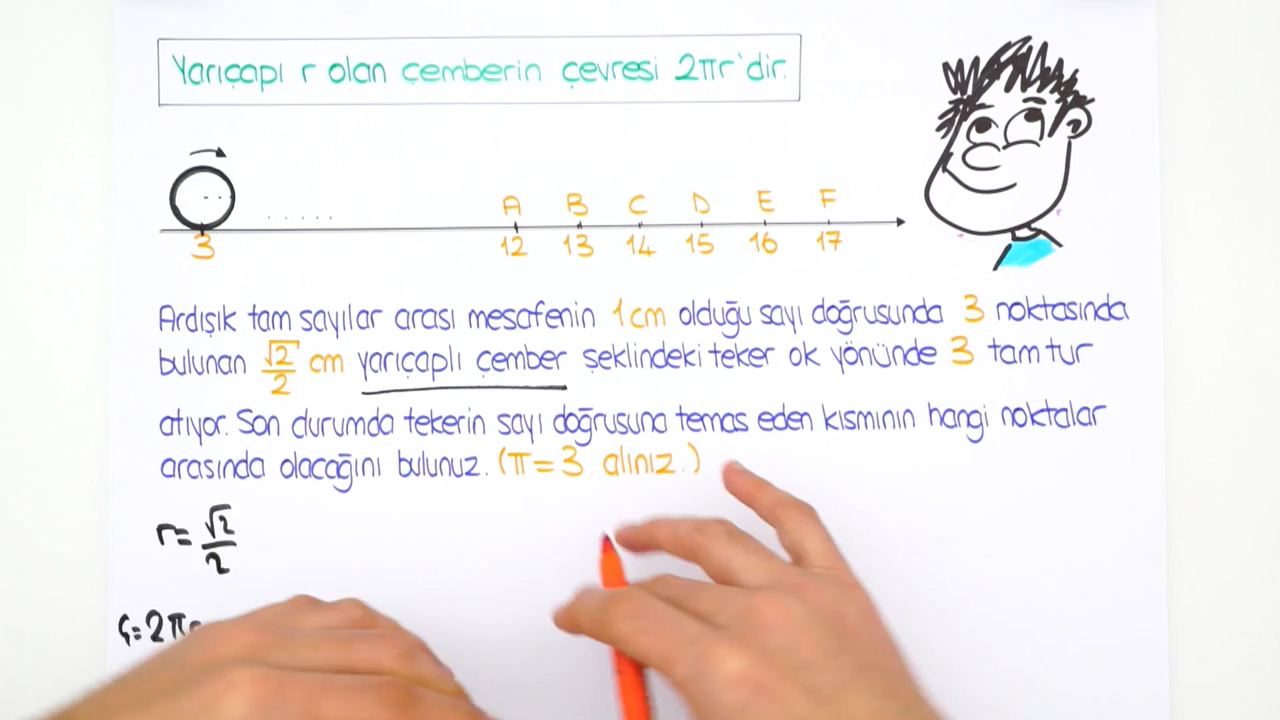 Yarıçapı r olan çemberin çevresi 2πr'dir.
A B C D E F
3 12 13 14 15 16 17
Ardışık tam sayılar arası mesafenin 1 cm olduğu sayı doğrusunda 3 noktasında
bulunan √2/2 cm yarıçaplı çember şeklindeki teker ok yönünde 3 tam tur
atıyor. Son durumda tekerin sayı doğrusuna temas eden kısmının hangi noktalar
arasında olacağını bulunuz. (π=3 alınız.)
r=√2/2
Ç=2π